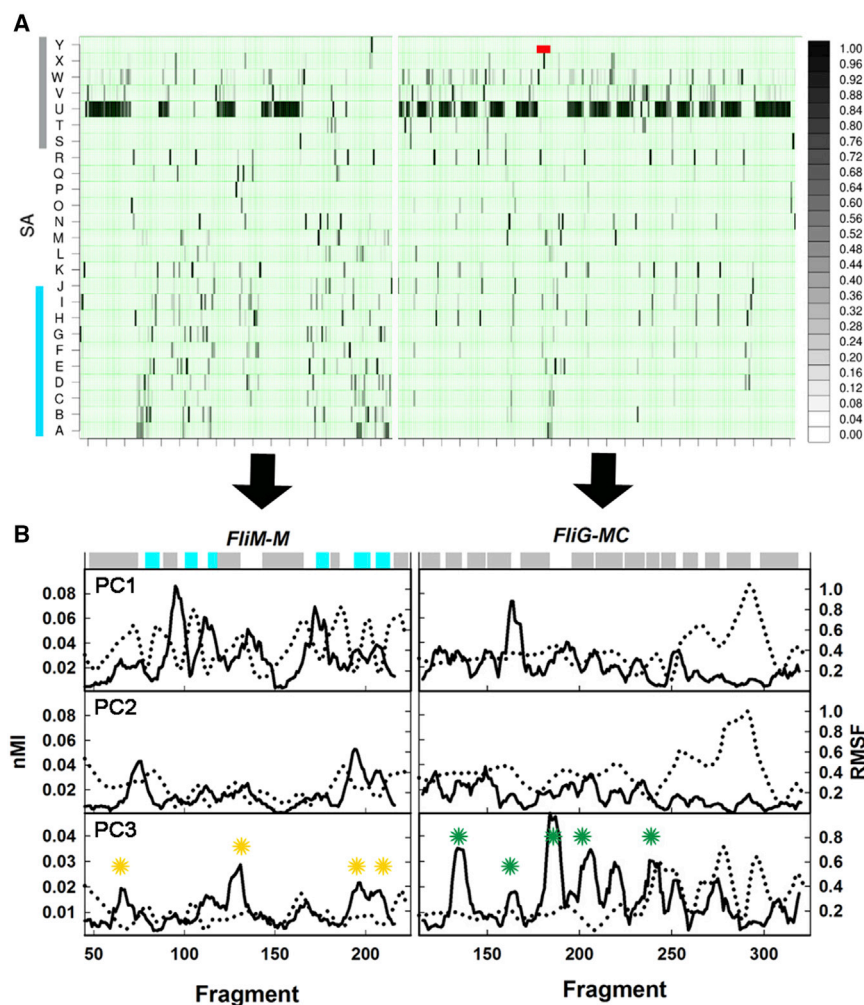 A
SA
Y
X
W
V
U
T
S
R
Q
P
O
N
M
L
K
J
I
H
G
F
E
D
C
B
A
1.00
0.96
0.92
0.88
0.84
0.80
0.76
0.72
0.68
0.64
0.60
0.56
0.52
0.48
0.44
0.40
0.36
0.32
0.28
0.24
0.20
0.16
0.12
0.08
0.04
0.00
B
FliM-M FliG-MC
nMI
PC1
0.08
0.06
0.04
0.02
1.0
0.8
0.6
0.4
0.2
PC2
0.08
0.06
0.04
0.02
1.0
0.8
0.6
0.4
0.2
RMSF
PC3
0.04
0.03
0.02
0.01
0.8
0.6
0.4
0.2
50 100 150 200 150 200 250 300
Fragment Fragment